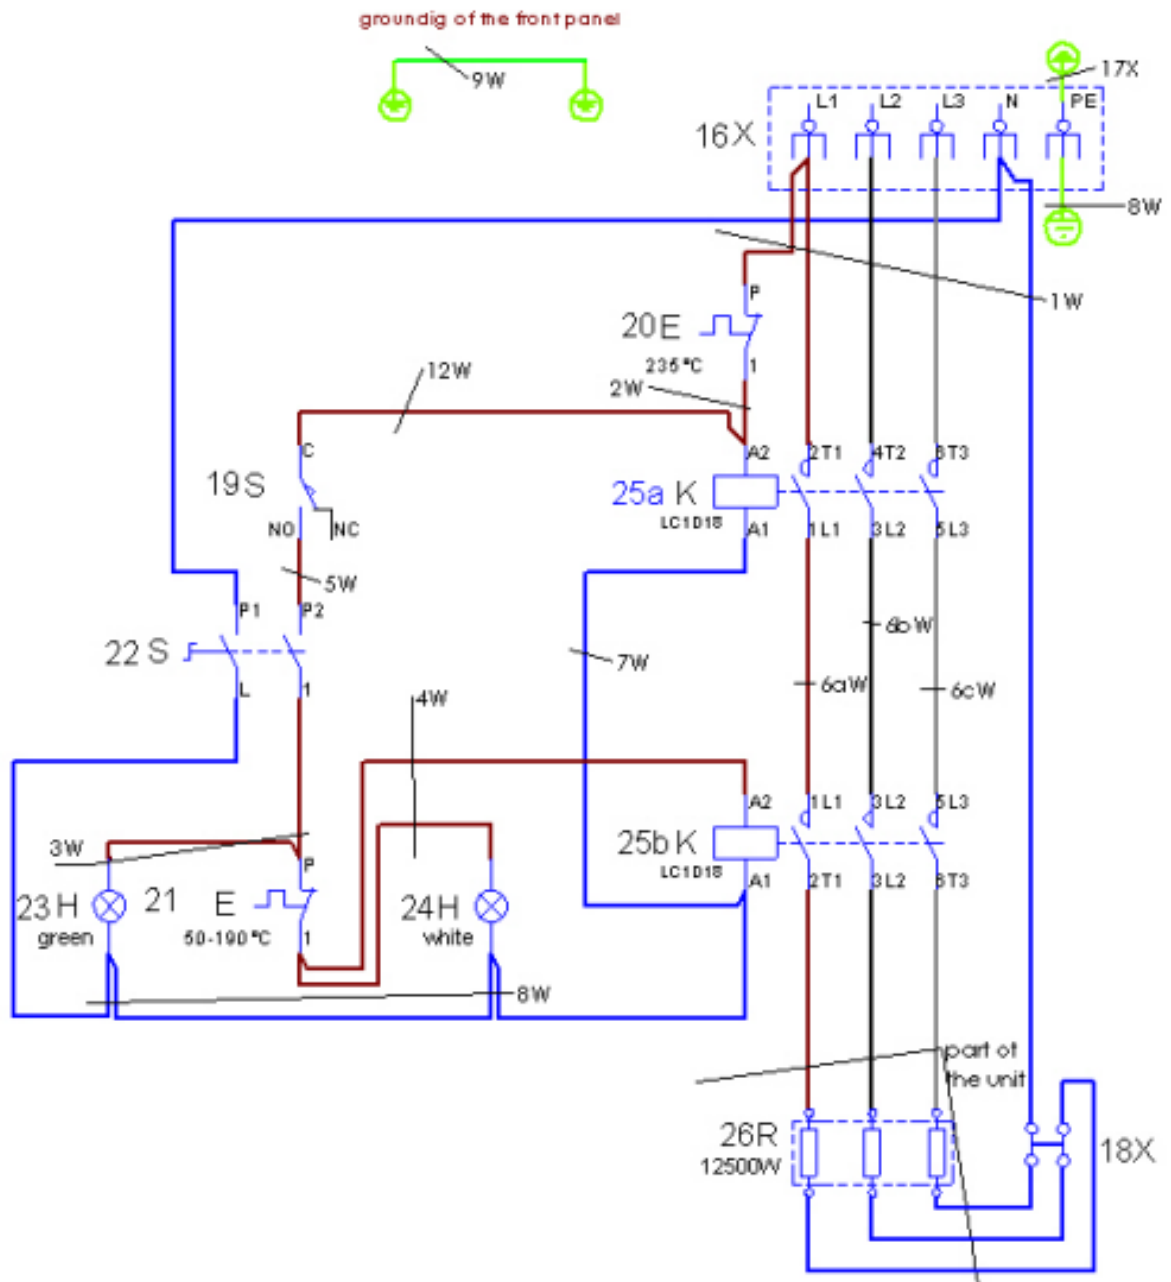 groundig of the front panel
9W
17X
L1 L2 L3 N PE
16X
8W
1W
P
20E
235°C
1
12W
2W
C
A2 2T1 4T2 6T3
19S
25a K
LC1D18
NO NC
A1 1L1 3L2 5L3
5W
P1 P2
6bW
22S
7W
L 1
6aW 6cW
4W
A2 1L1 3L2 5L3
3W
25b K
P
LC1D18
A1 2T1 3L2 6T3
23H 21 E 24H
green 50-190°C 1 white
8W
part of
the unit
26R
12500W
18X